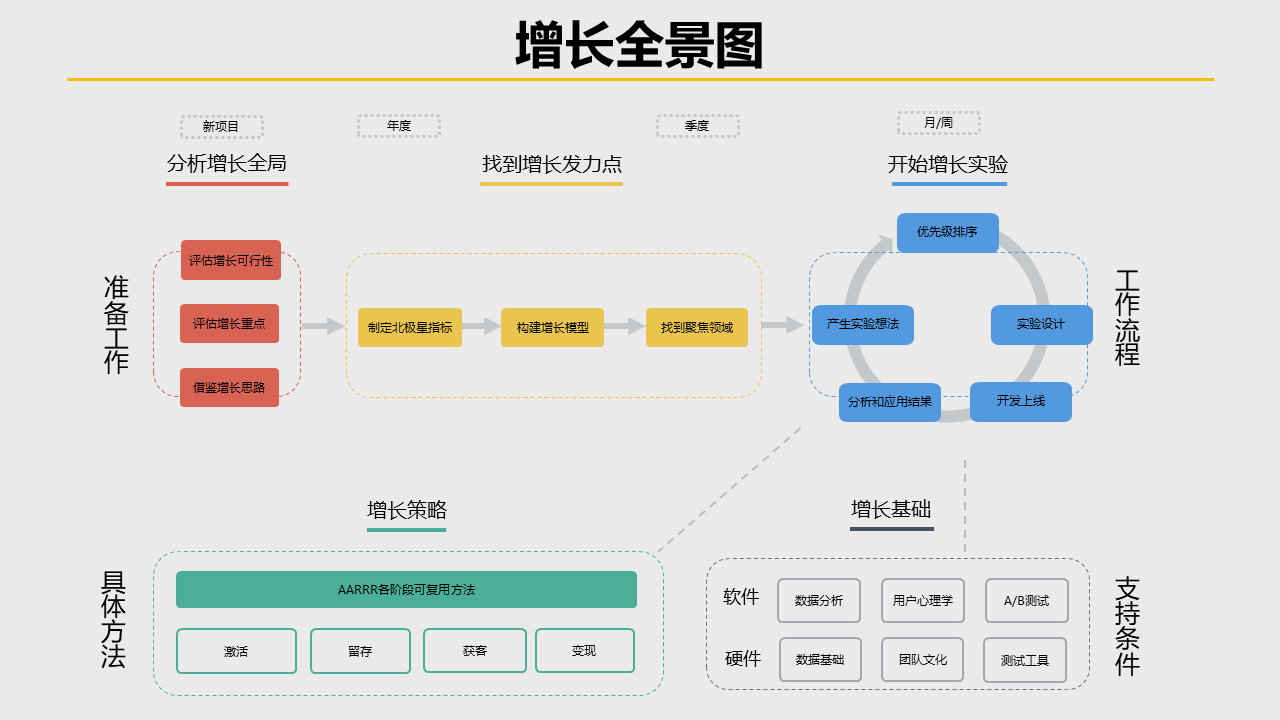 增长全景图
新项目
年度
季度
月/周
分析增长全局
找到增长发力点
开始增长实验
准备工作
评估增长可行性
评估增长重点
借鉴增长思路
制定北极星指标
构建增长模型
找到聚焦领域
优先级排序
产生实验想法
实验设计
分析和应用结果
开发上线
工作流程
增长策略
增长基础
具体方法
AARRR各阶段可复用方法
激活
留存
获客
变现
软件
数据分析
用户心理学
A/B测试
硬件
数据基础
团队文化
测试工具
支持条件